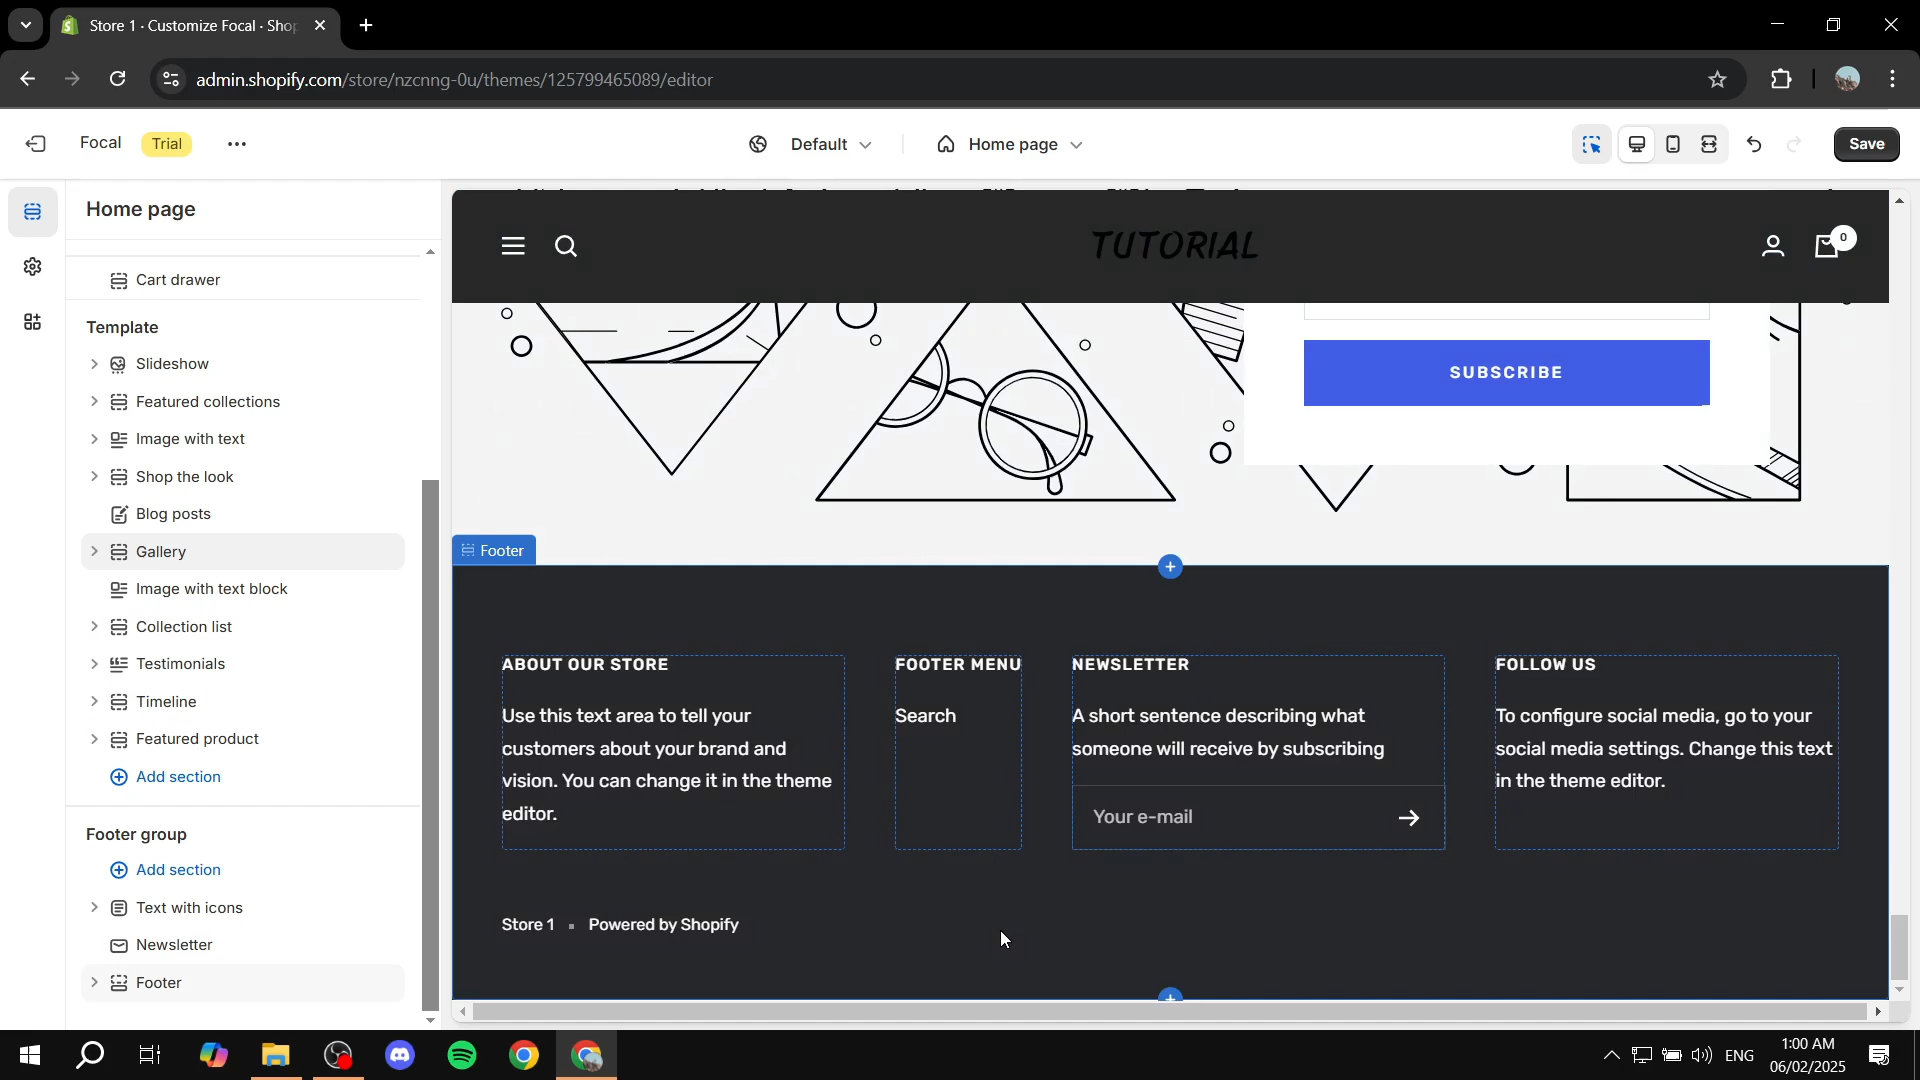 Store 1 · Customize Focal · Shop
admin.shopify.com/store/nzcnng-0u/themes/125799465089/editor
Focal
Trial
Default
Home page
Save
Home page
Cart drawer
Template
Slideshow
Featured collections
Image with text
Shop the look
Blog posts
Gallery
Image with text block
Collection list
Testimonials
Timeline
Featured product
Add section
Footer group
Add section
Text with icons
Newsletter
Footer
TUTORIAL
0
SUBSCRIBE
Footer
ABOUT OUR STORE
Use this text area to tell your
customers about your brand and
vision. You can change it in the theme
editor.
FOOTER MENU
Search
NEWSLETTER
A short sentence describing what
someone will receive by subscribing
Your e-mail
FOLLOW US
To configure social media, go to your
social media settings. Change this text
in the theme editor.
Store 1
Powered by Shopify
ENG
1:00 AM
06/02/2025